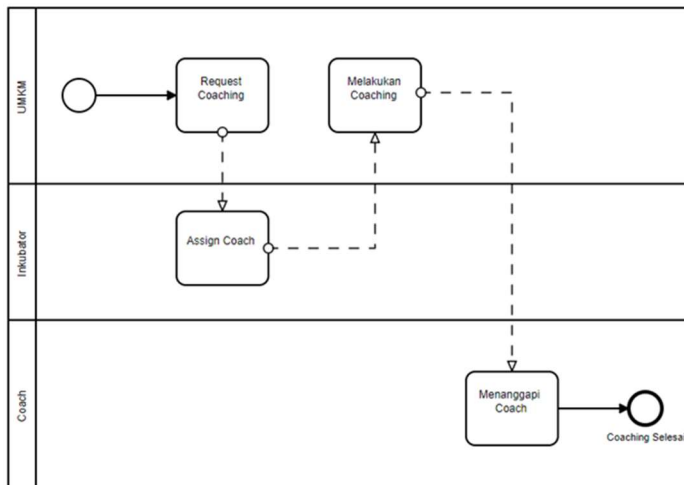 UMKM
Request
Coaching
Melakukan
Coaching
Inkubator
Assign Coach
Coach
Menanggapi
Coach
Coaching Selesai